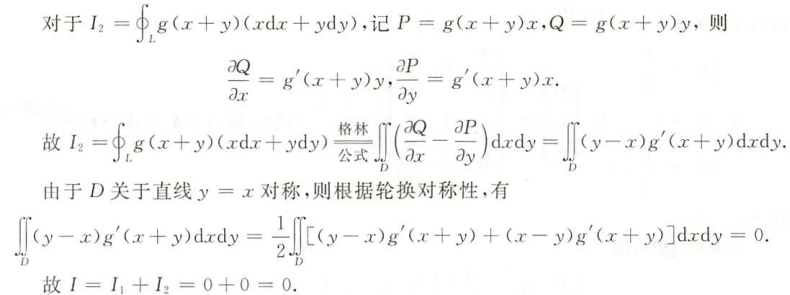 对于 I₂ = ∮_L g(x + y)(xdx + ydy),记 P = g(x + y)x,Q = g(x + y)y, 则
∂Q/∂x = g′(x + y)y, ∂P/∂y = g′(x + y)x.
故 I₂ = ∮_L g(x + y)(xdx + ydy) 格林公式 ∬_D (∂Q/∂x − ∂P/∂y)dxdy = ∬_D (y − x)g′(x + y)dxdy.
由于 D 关于直线 y = x 对称,则根据轮换对称性,有
∬_D (y − x)g′(x + y)dxdy = 1/2 ∬_D [(y − x)g′(x + y) + (x − y)g′(x + y)]dxdy = 0.
故 I = I₁ + I₂ = 0 + 0 = 0.